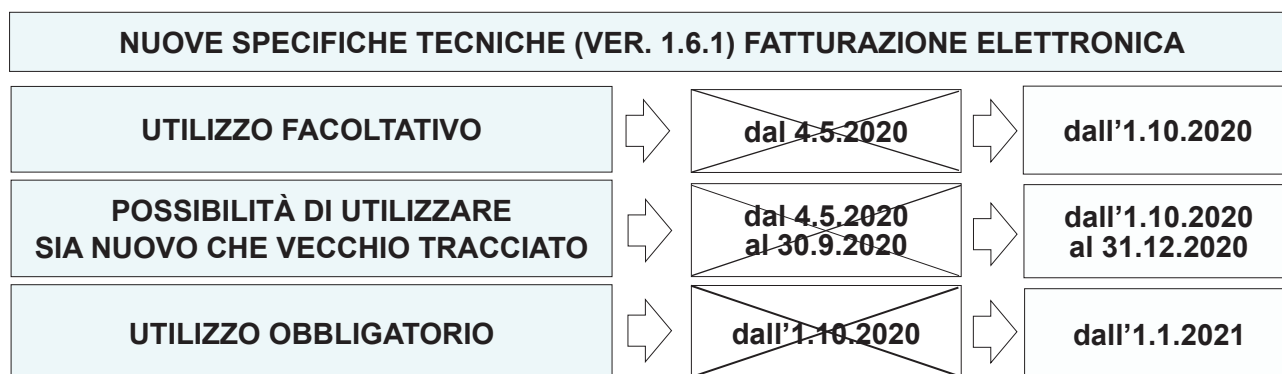 NUOVE SPECIFICHE TECNICHE (VER. 1.6.1) FATTURAZIONE ELETTRONICA
UTILIZZO FACOLTATIVO
dal 4.5.2020
dall'1.10.2020
POSSIBILITÀ DI UTILIZZARE
SIA NUOVO CHE VECCHIO TRACCIATO
dal 4.5.2020
al 30.9.2020
dall'1.10.2020
al 31.12.2020
UTILIZZO OBBLIGATORIO
dall'1.10.2020
dall'1.1.2021